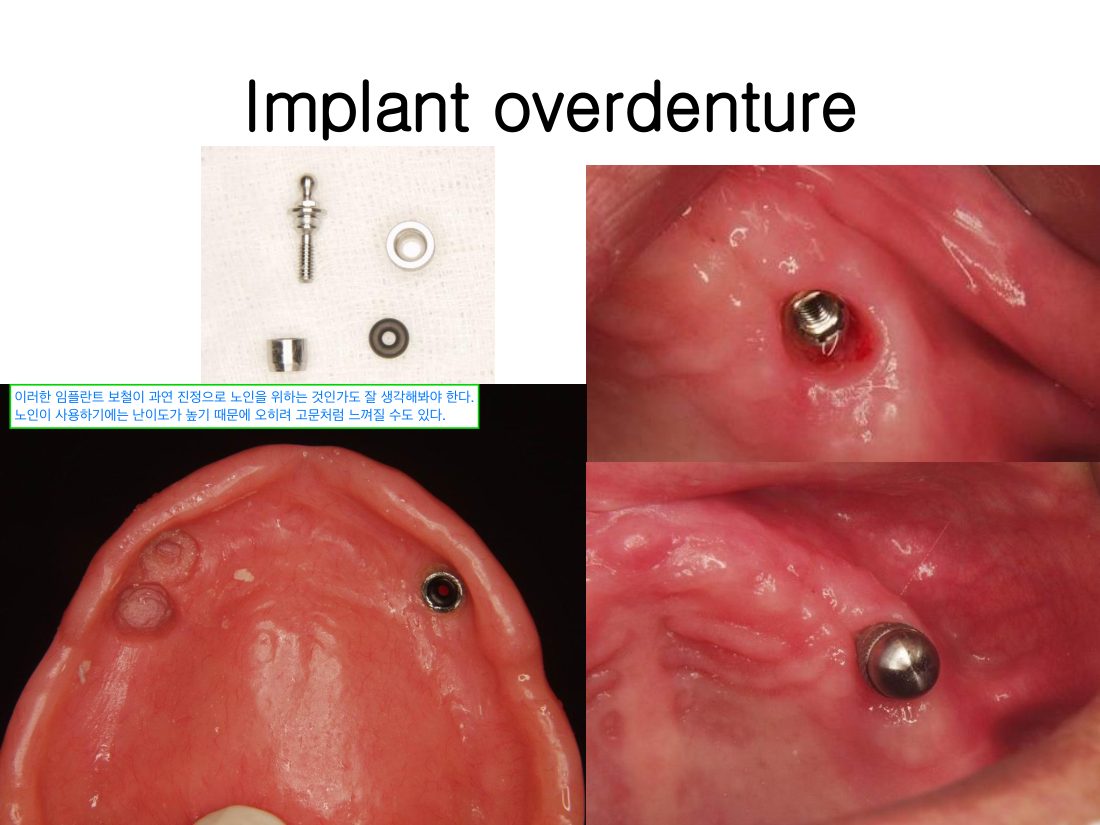 Implant overdenture
이러한 임플란트 보철이 과연 진정으로 노인을 위하는 것인가도 잘 생각해봐야 한다.
노인이 사용하기에는 난이도가 높기 때문에 오히려 고문처럼 느껴질 수도 있다.